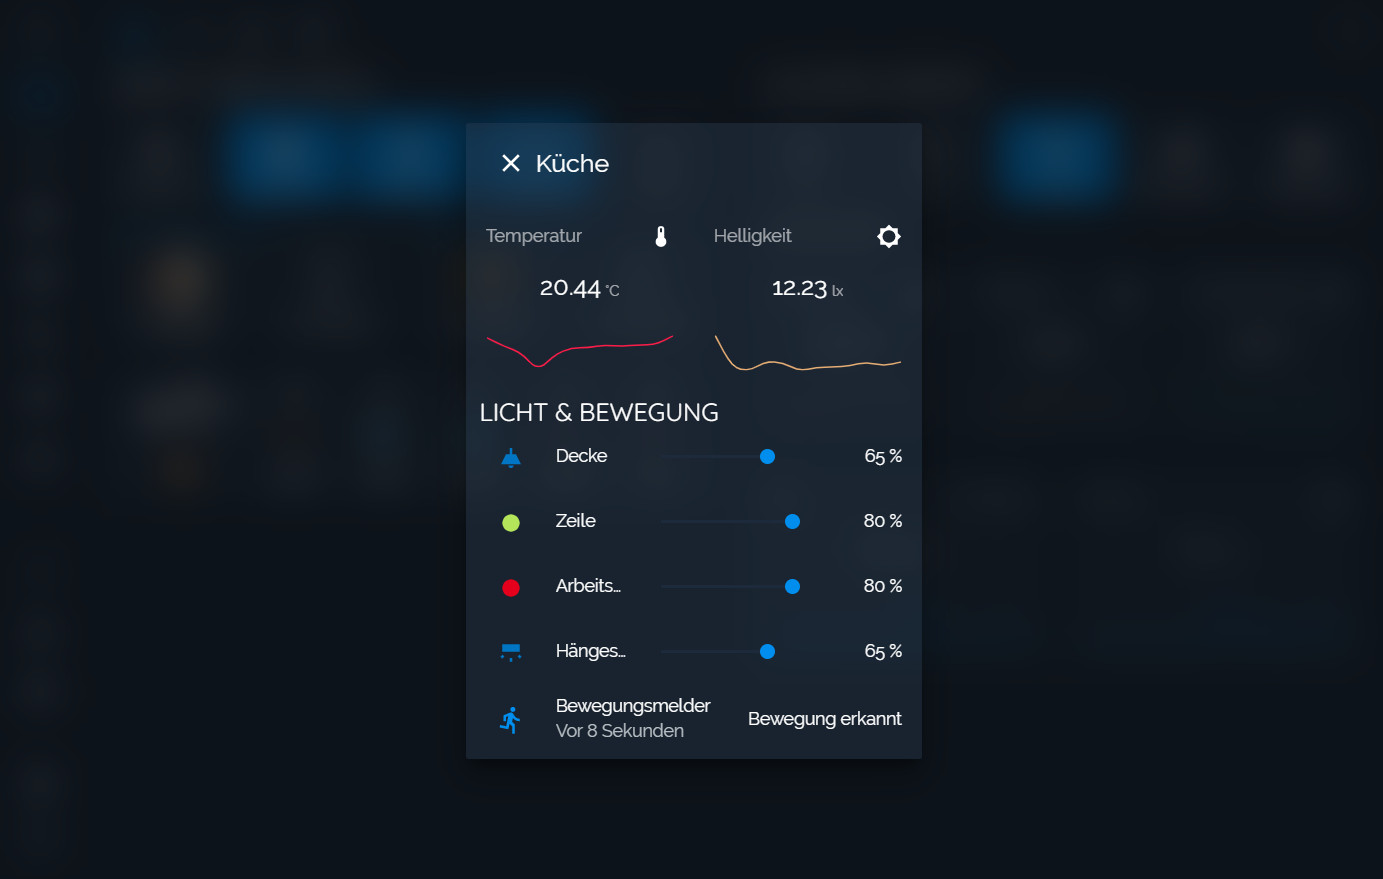 Küche
Temperatur
Helligkeit
20.44 °C
12.23 lx
LICHT & BEWEGUNG
Decke 65 %
Zeile 80 %
Arbeits... 80 %
Hänges... 65 %
Bewegungsmelder
Vor 8 Sekunden
Bewegung erkannt